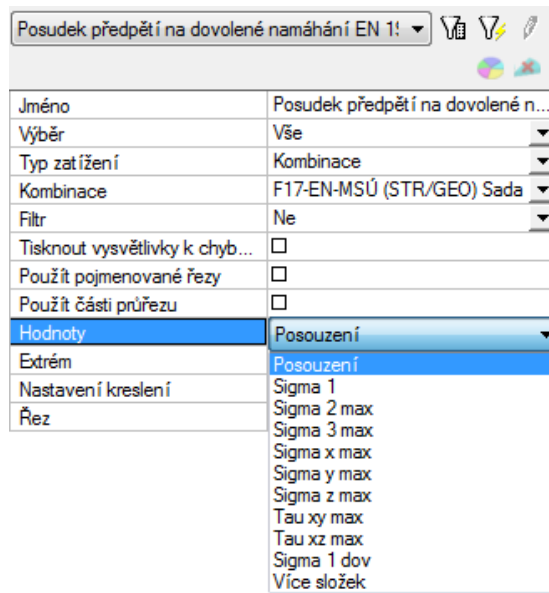 Posudek předpětí na dovolené namáhání EN 1!
Jméno Posudek předpětí na dovolené n...
Výběr Vše
Typ zatížení Kombinace
Kombinace F17-EN-MSÚ (STR/GEO) Sada
Filtr Ne
Tisknout vysvětlivky k chyb...
Použít pojmenované řezy
Použít části průřezu
Hodnoty Posouzení
Extrém Posouzení
Nastavení kreslení Sigma 1
Řez Sigma 2 max
Sigma 3 max
Sigma x max
Sigma y max
Sigma z max
Tau xy max
Tau xz max
Sigma 1 dov
Více složek